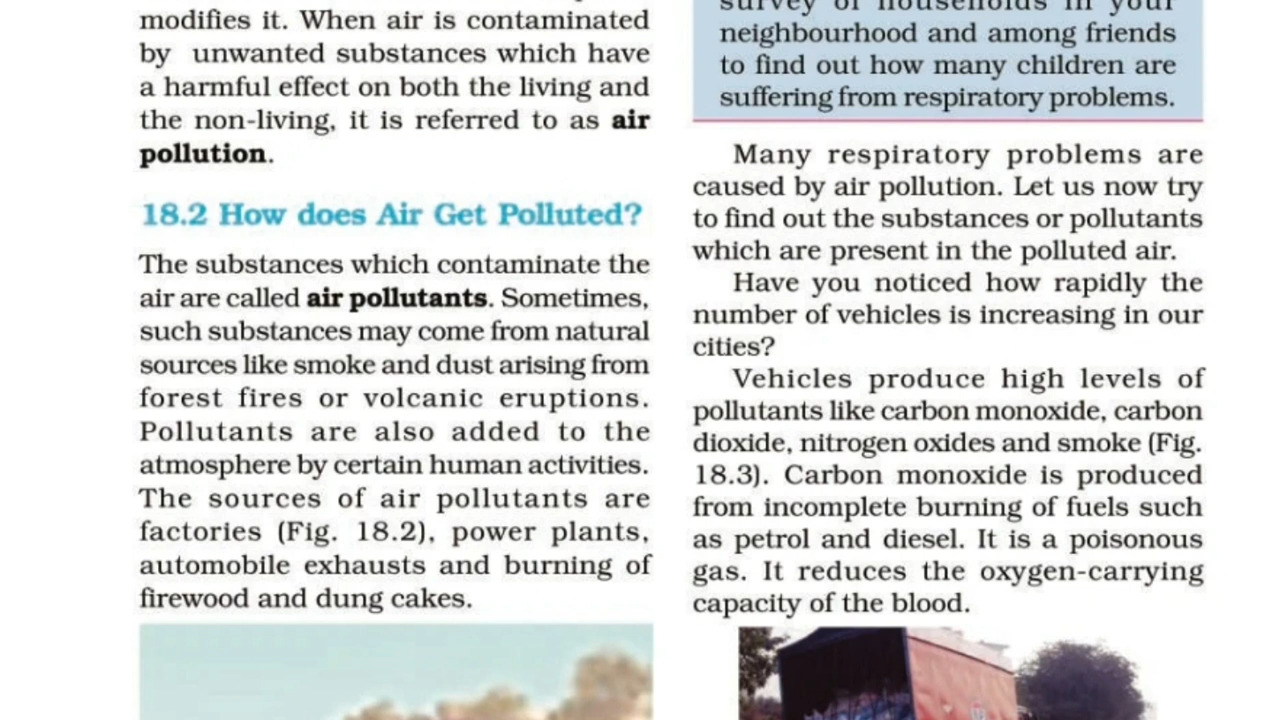 modifies it. When air is contaminated
by unwanted substances which have
a harmful effect on both the living and
the non-living, it is referred to as air
pollution.
18.2 How does Air Get Polluted?
The substances which contaminate the
air are called air pollutants. Sometimes,
such substances may come from natural
sources like smoke and dust arising from
forest fires or volcanic eruptions.
Pollutants are also added to the
atmosphere by certain human activities.
The sources of air pollutants are
factories (Fig. 18.2), power plants,
automobile exhausts and burning of
firewood and dung cakes.
survey of households in your
neighbourhood and among friends
to find out how many children are
suffering from respiratory problems.
Many respiratory problems are
caused by air pollution. Let us now try
to find out the substances or pollutants
which are present in the polluted air.
Have you noticed how rapidly the
number of vehicles is increasing in our
cities?
Vehicles produce high levels of
pollutants like carbon monoxide, carbon
dioxide, nitrogen oxides and smoke (Fig.
18.3). Carbon monoxide is produced
from incomplete burning of fuels such
as petrol and diesel. It is a poisonous
gas. It reduces the oxygen-carrying
capacity of the blood.